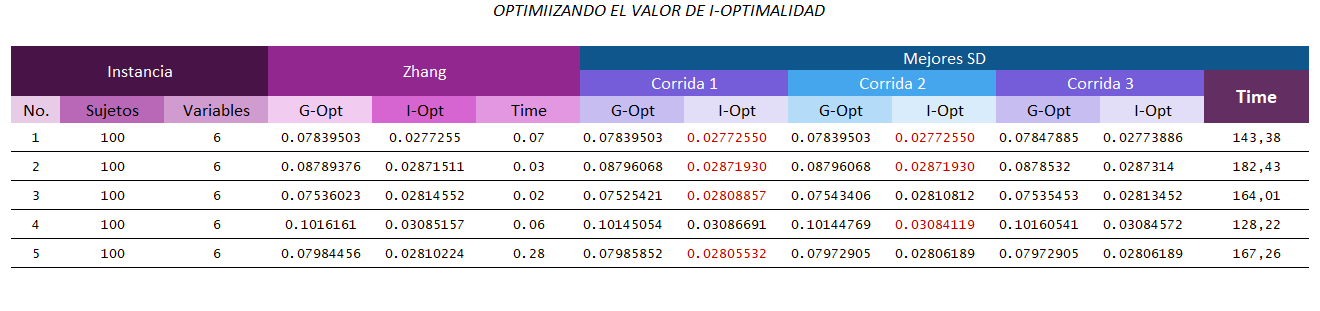 OPTIMIIZANDO EL VALOR DE I-OPTIMALIDAD
Instancia Zhang Mejores SD
Corrida 1 Corrida 2 Corrida 3 Time
No. Sujetos Variables G-Opt I-Opt Time G-Opt I-Opt G-Opt I-Opt G-Opt I-Opt
1 100 6 0.07839503 0.0277255 0.07 0.07839503 0.02772550 0.07839503 0.02772550 0.07847885 0.02773886 143,38
2 100 6 0.08789376 0.02871511 0.03 0.08796068 0.02871930 0.08796068 0.02871930 0.0878532 0.0287314 182,43
3 100 6 0.07536023 0.02814552 0.02 0.07525421 0.02808857 0.07543406 0.02810812 0.07535453 0.02813452 164,01
4 100 6 0.1016161 0.03085157 0.06 0.10145054 0.03086691 0.10144769 0.03084119 0.10160541 0.03084572 128,22
5 100 6 0.07984456 0.02810224 0.28 0.07985852 0.02805532 0.07972905 0.02806189 0.07972905 0.02806189 167,26